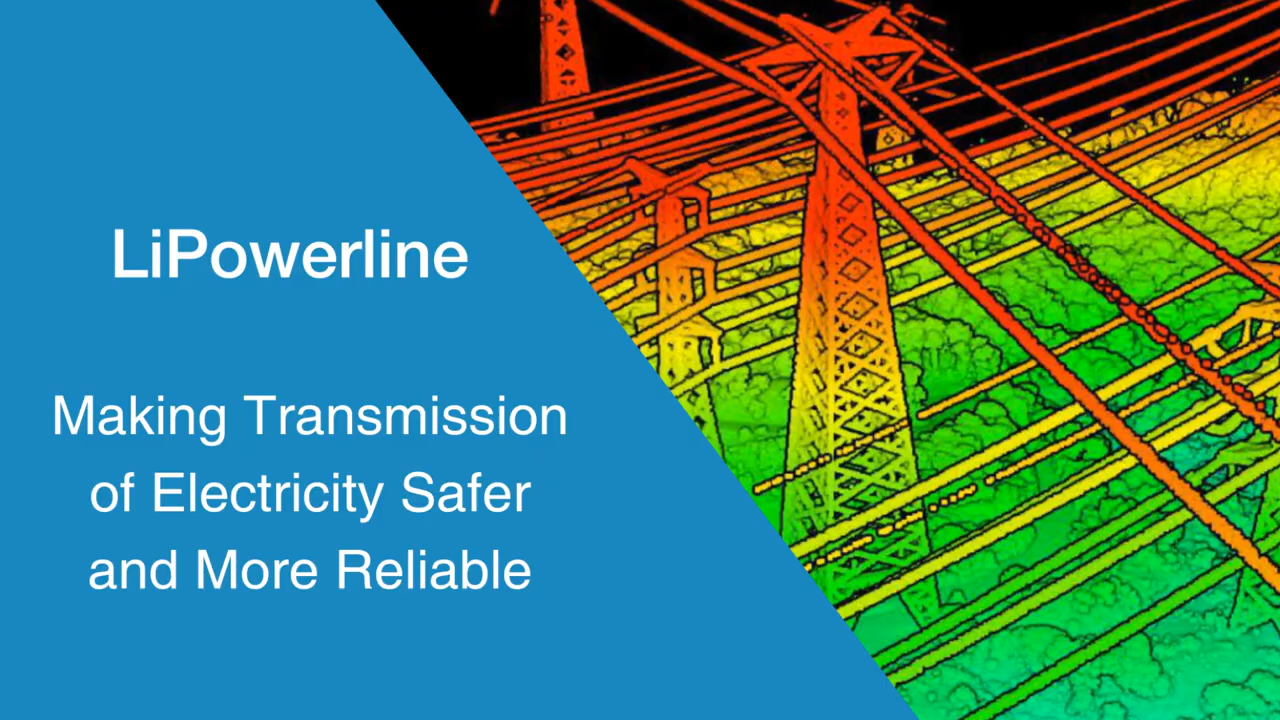 LiPowerline
Making Transmission
of Electricity Safer
and More Reliable